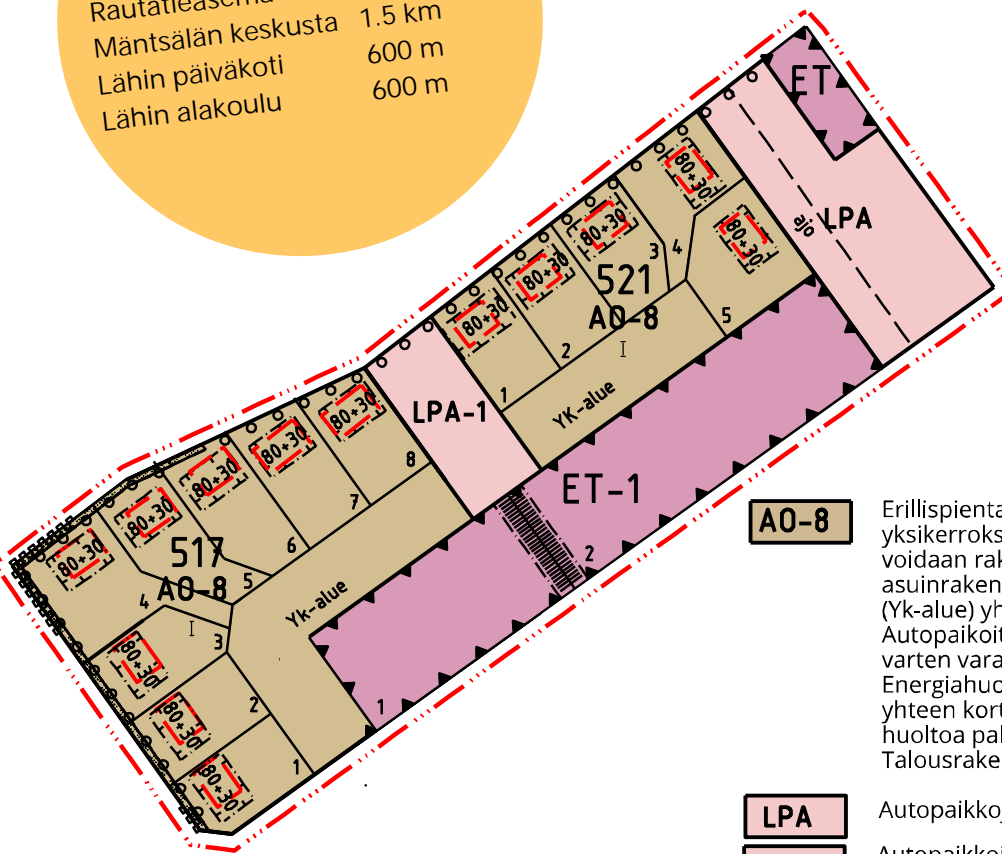 Rautatieasema
Mäntsälän keskusta 1.5 km
Lähin päiväkoti 600 m
Lähin alakoulu 600 m
ET
LPA
ajo
80+30
80+30
80+30
80+30
80+30
3
4
521
AO-8
I
5
2
1
YK-alue
LPA-1
ET-1
2
80+30
80+30
80+30
80+30
80+30
8
7
6
5
517
AO-8
4
I
3
Yk-alue
80+30
80+30
80+30
2
1
1
AO-8
Erillispienta
yksikerroks
voidaan rak
asuinraken
(Yk-alue) yh
Autopaikoit
varten vara
Energiahuo
yhteen kort
huoltoa pal
Talousrake
LPA
Autopaikko